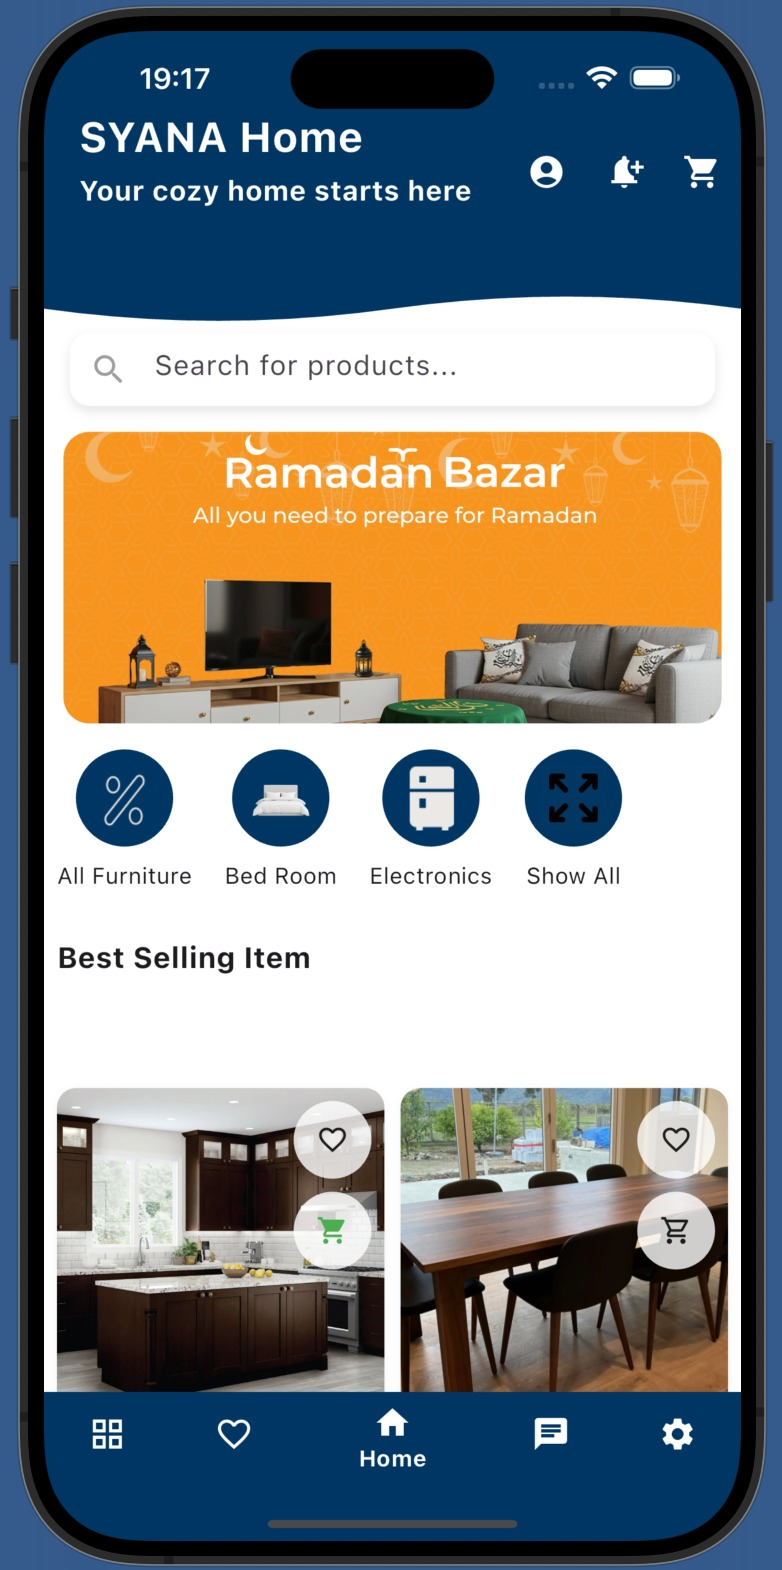 19:17
SYANA Home
Your cozy home starts here
Search for products...
Ramadan Bazar
All you need to prepare for Ramadan
All Furniture
Bed Room
Electronics
Show All
Best Selling Item
Home